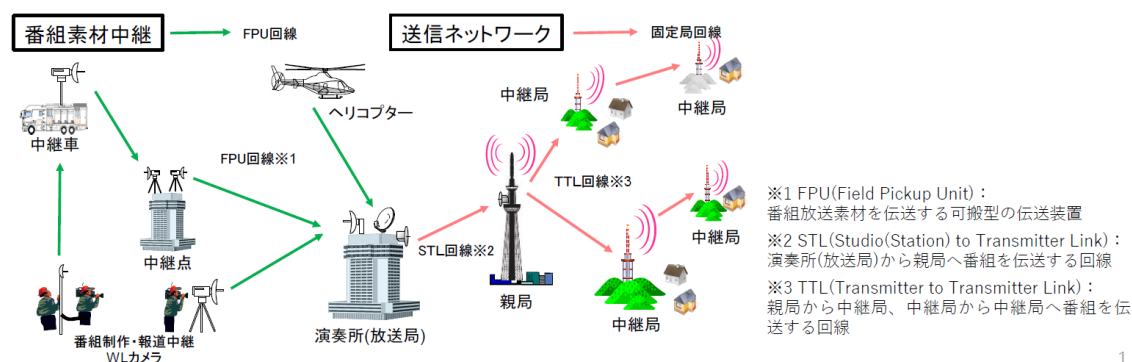 番組素材中継
FPU回線
送信ネットワーク
固定局回線
中継車
ヘリコプター
中継局
中継局
FPU回線※1
TTL回線※3
中継点
STL回線※2
中継局
番組制作・報道中継
WLカメラ
演奏所(放送局)
親局
中継局
※1 FPU(Field Pickup Unit):
番組放送素材を伝送する可搬型の伝送装置
※2 STL(Studio(Station) to Transmitter Link):
演奏所(放送局)から親局へ番組を伝送する回線
※3 TTL(Transmitter to Transmitter Link):
親局から中継局、中継局から中継局へ番組を伝
送する回線
1